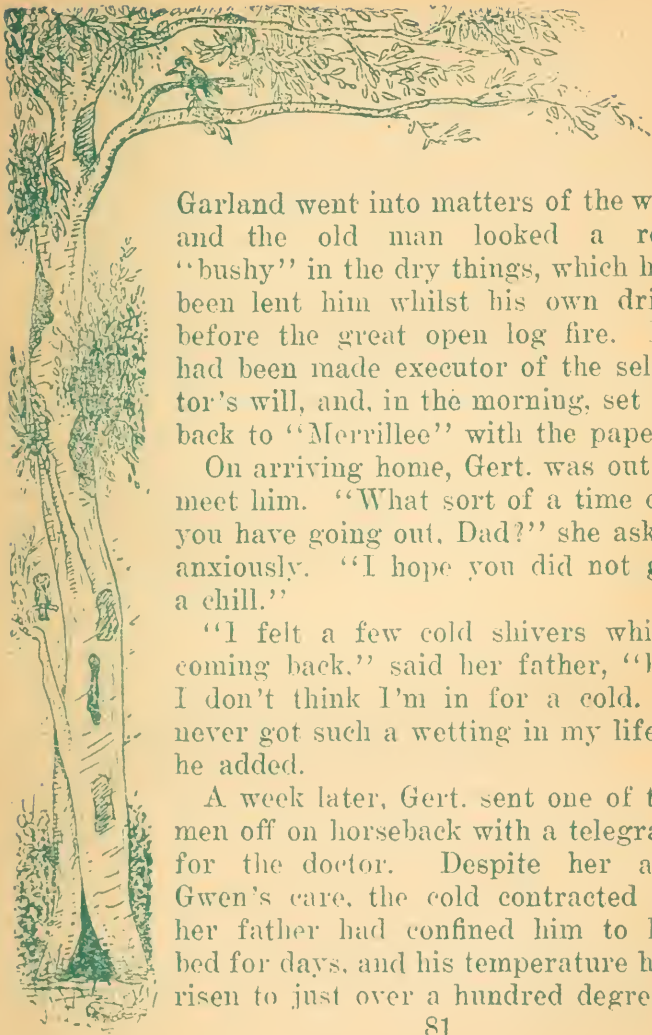 Garland went into matters of the w
and the old man looked a r
“bushy” in the dry things, which h
been lent him whilst his own dri
before the great open log fire.
had been made executor of the sel
tor's will, and, in the morning, set
back to “Merrillee” with the pape
On arriving home, Gert. was out
meet him. “What sort of a time
you have going out, Dad?” she ask
anxiously. “I hope you did not g
a chill.”
“I felt a few cold shivers whi
coming back,” said her father, “
I don't think I'm in for a cold.
never got such a wetting in my life
he added.
A week later, Gert. sent one of t
men off on horseback with a telegra
for the doctor. Despite her a
Gwen's care, the cold contracted
her father had confined him to
bed for days, and his temperature h
risen to just over a hundred degre
81